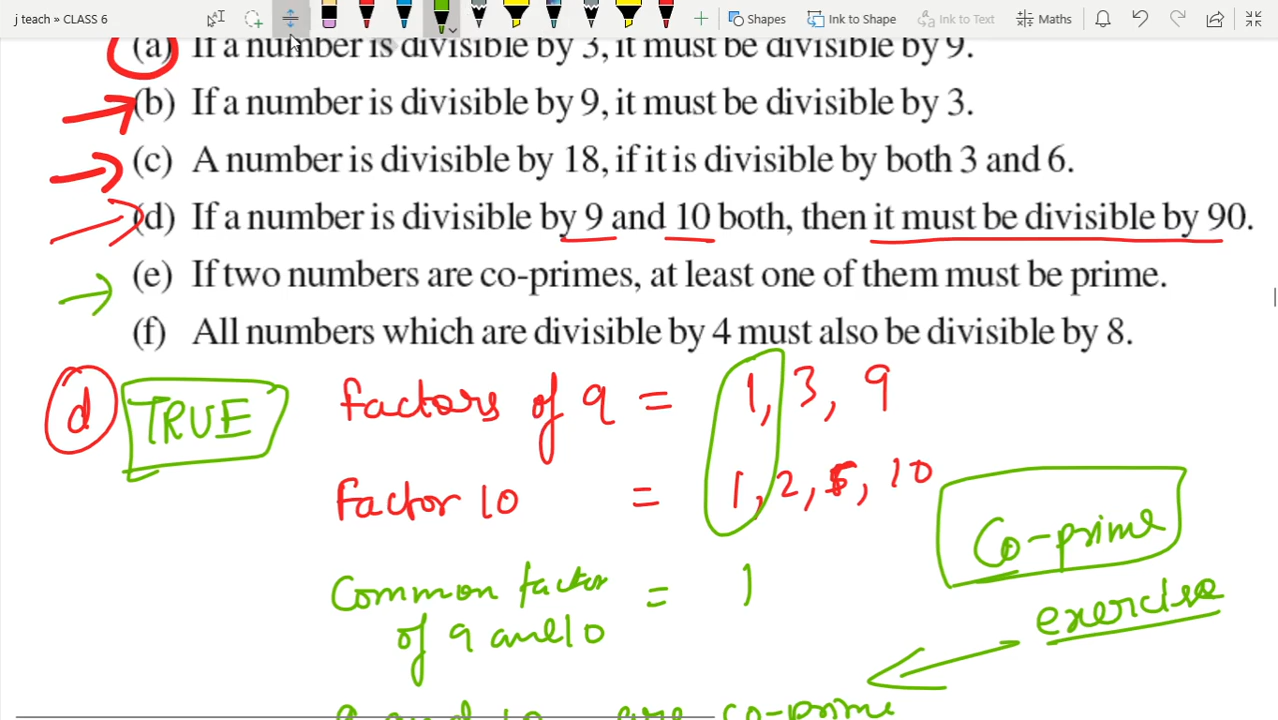 j teach » CLASS 6
Shapes
Ink to Shape
Ink to Text
Maths
(a) If a number is divisible by 3, it must be divisible by 9.
(b) If a number is divisible by 9, it must be divisible by 3.
(c) A number is divisible by 18, if it is divisible by both 3 and 6.
(d) If a number is divisible by 9 and 10 both, then it must be divisible by 90.
(e) If two numbers are co-primes, at least one of them must be prime.
(f) All numbers which are divisible by 4 must also be divisible by 8.
d TRUE factors of 9 = 1, 3, 9
Factor 10 = 1, 2, 5, 10
Co-prime
Common factor = 1
of 9 and 10
exercise
9 and 10 are co-prime